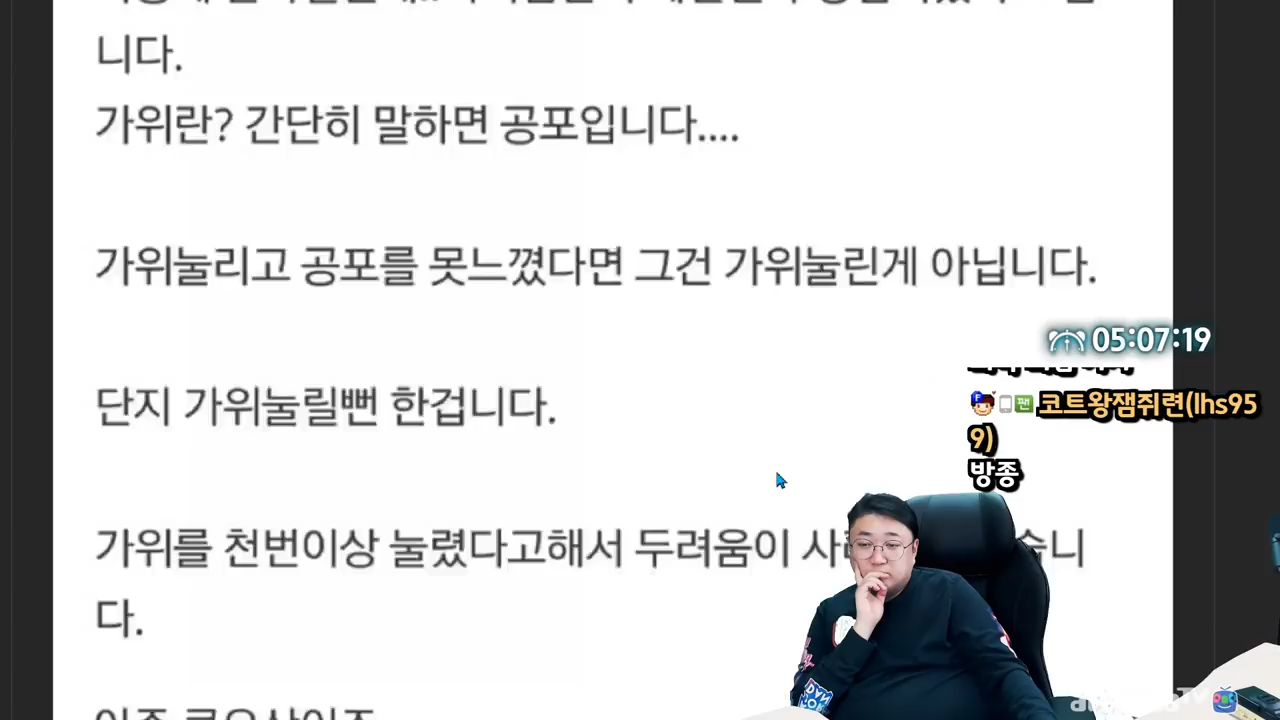 니다.
가위란? 간단히 말하면 공포입니다....
가위눌리고 공포를 못느꼈다면 그건 가위눌린게 아닙니다.
05:07:19
단지 가위눌릴뻔 한겁니다.
코트왕잼쥐련(lhs95
9)
방종
가위를 천번이상 눌렸다고해서 두려움이
다.